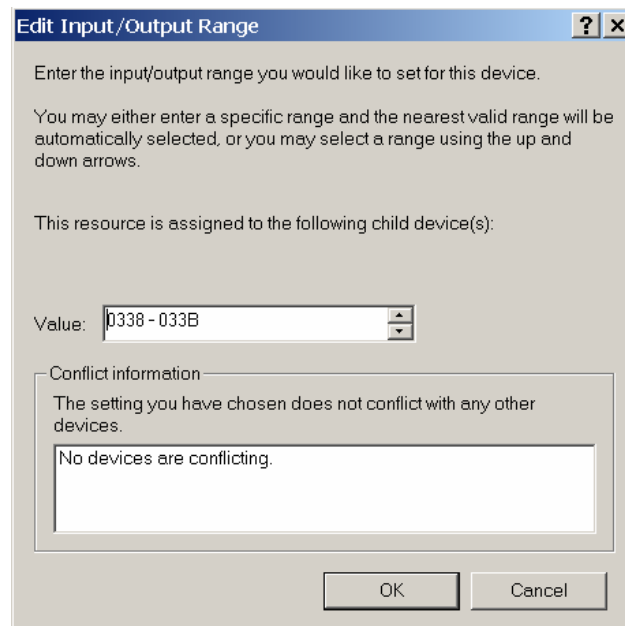 Edit Input/Output Range
? ×
Enter the input/output range you would like to set for this device.
You may either enter a specific range and the nearest valid range will be
automatically selected, or you may select a range using the up and
down arrows.
This resource is assigned to the following child device(s):
Value: 0338 - 033B
Conflict information
The setting you have chosen does not conflict with any other
devices.
No devices are conflicting.
OK Cancel